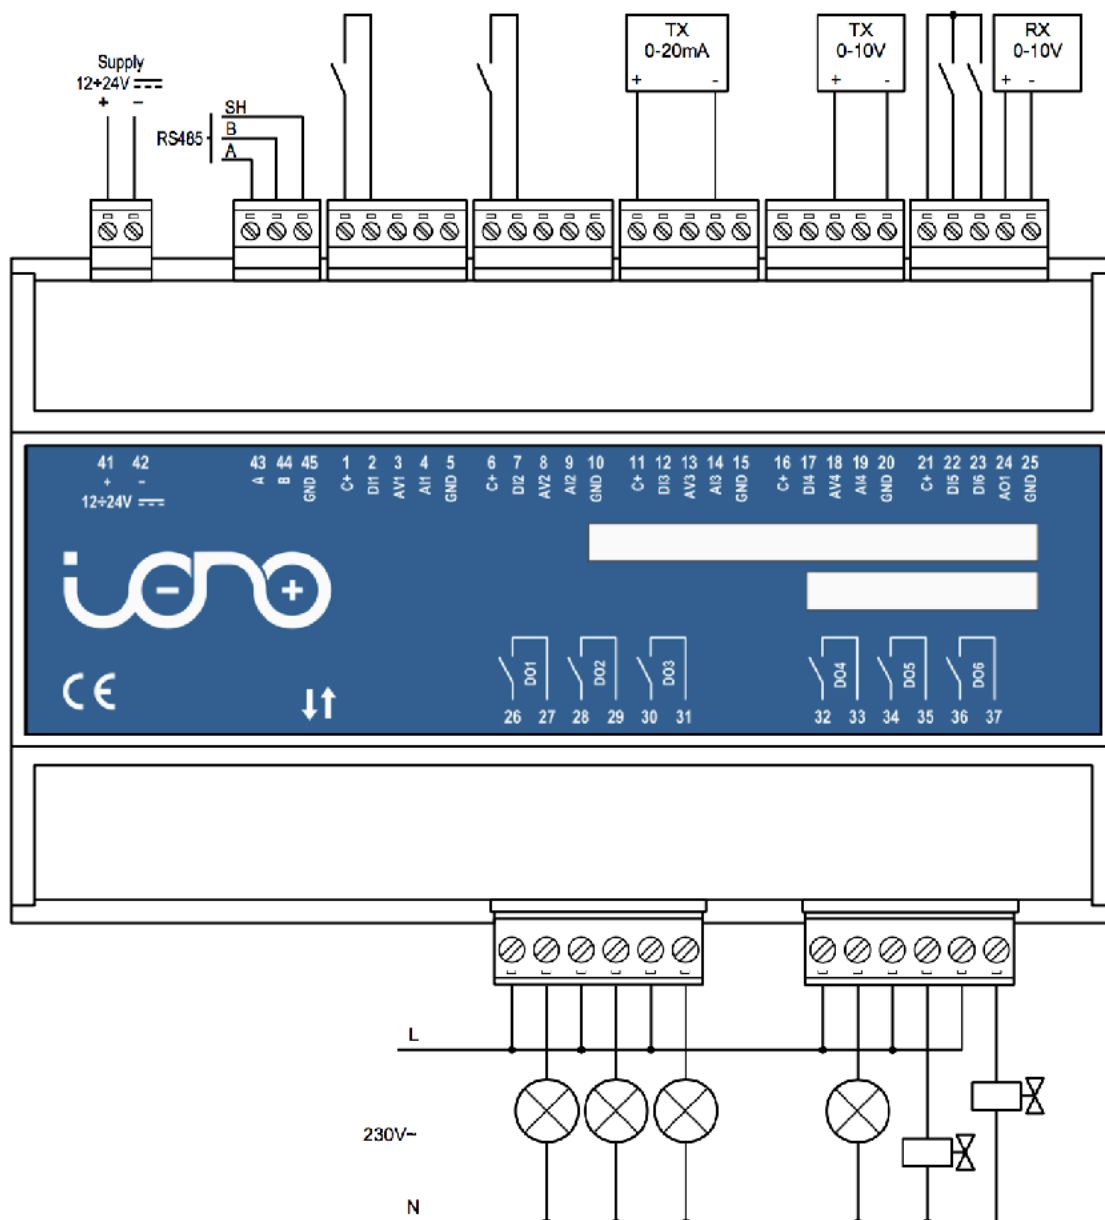 TX
0-20mA
+ -
TX
0-10V
+ -
RX
0-10V
+ -
Supply
12÷24V
+ −
RS485
SH
B
A
41 42 43 44 45 1 2 3 4 5 6 7 8 9 10 11 12 13 14 15 16 17 18 19 20 21 22 23 24 25
+ − A B GND C+ DI1 AV1 AI1 GND C+ DI2 AV2 AI2 GND C+ DI3 AV3 AI3 GND C+ DI4 AV4 AI4 GND C+ DI5 DI6 AO1 GND
12÷24V
iono
− +
DO1 DO2 DO3 DO4 DO5 DO6
CE
26 27 28 29 30 31 32 33 34 35 36 37
L
230V~
N